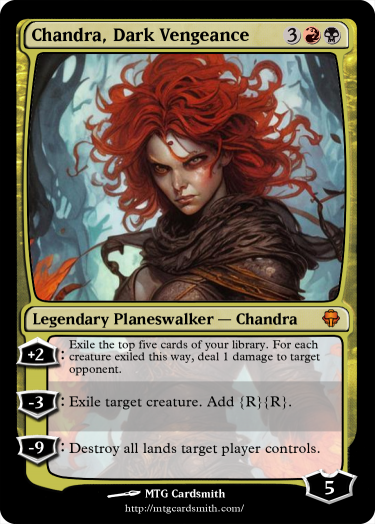 Chandra, Dark Vengeance 3
Legendary Planeswalker — Chandra
+2: Exile the top five cards of your library. For each
creature exiled this way, deal 1 damage to target
opponent.
-3: Exile target creature. Add {R}{R}.
-9: Destroy all lands target player controls.
5
MTG Cardsmith
http://mtgcardsmith.com/